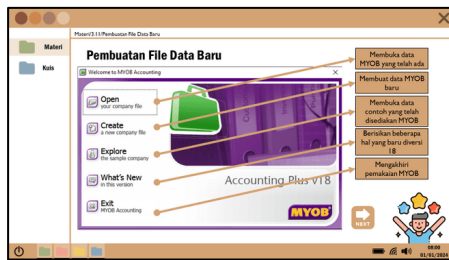 Materi/3.11/Pembuatan File Data Baru
Materi
Kuis
Pembuatan File Data Baru
Welcome to MYOB Accounting
Open
your company file
Create
a new company file
Explore
the sample company
What's New
in this version
Exit
MYOB Accounting
Accounting Plus v18
MYOB
Membuka data
MYOB yang telah ada
Membuat data MYOB
baru
Membuka data
contoh yang telah
disediakan MYOB
Berisikan beberapa
hal yang baru diversi
18
Mengakhiri
pemakaian MYOB
NEXT
09:00
01/01/2024